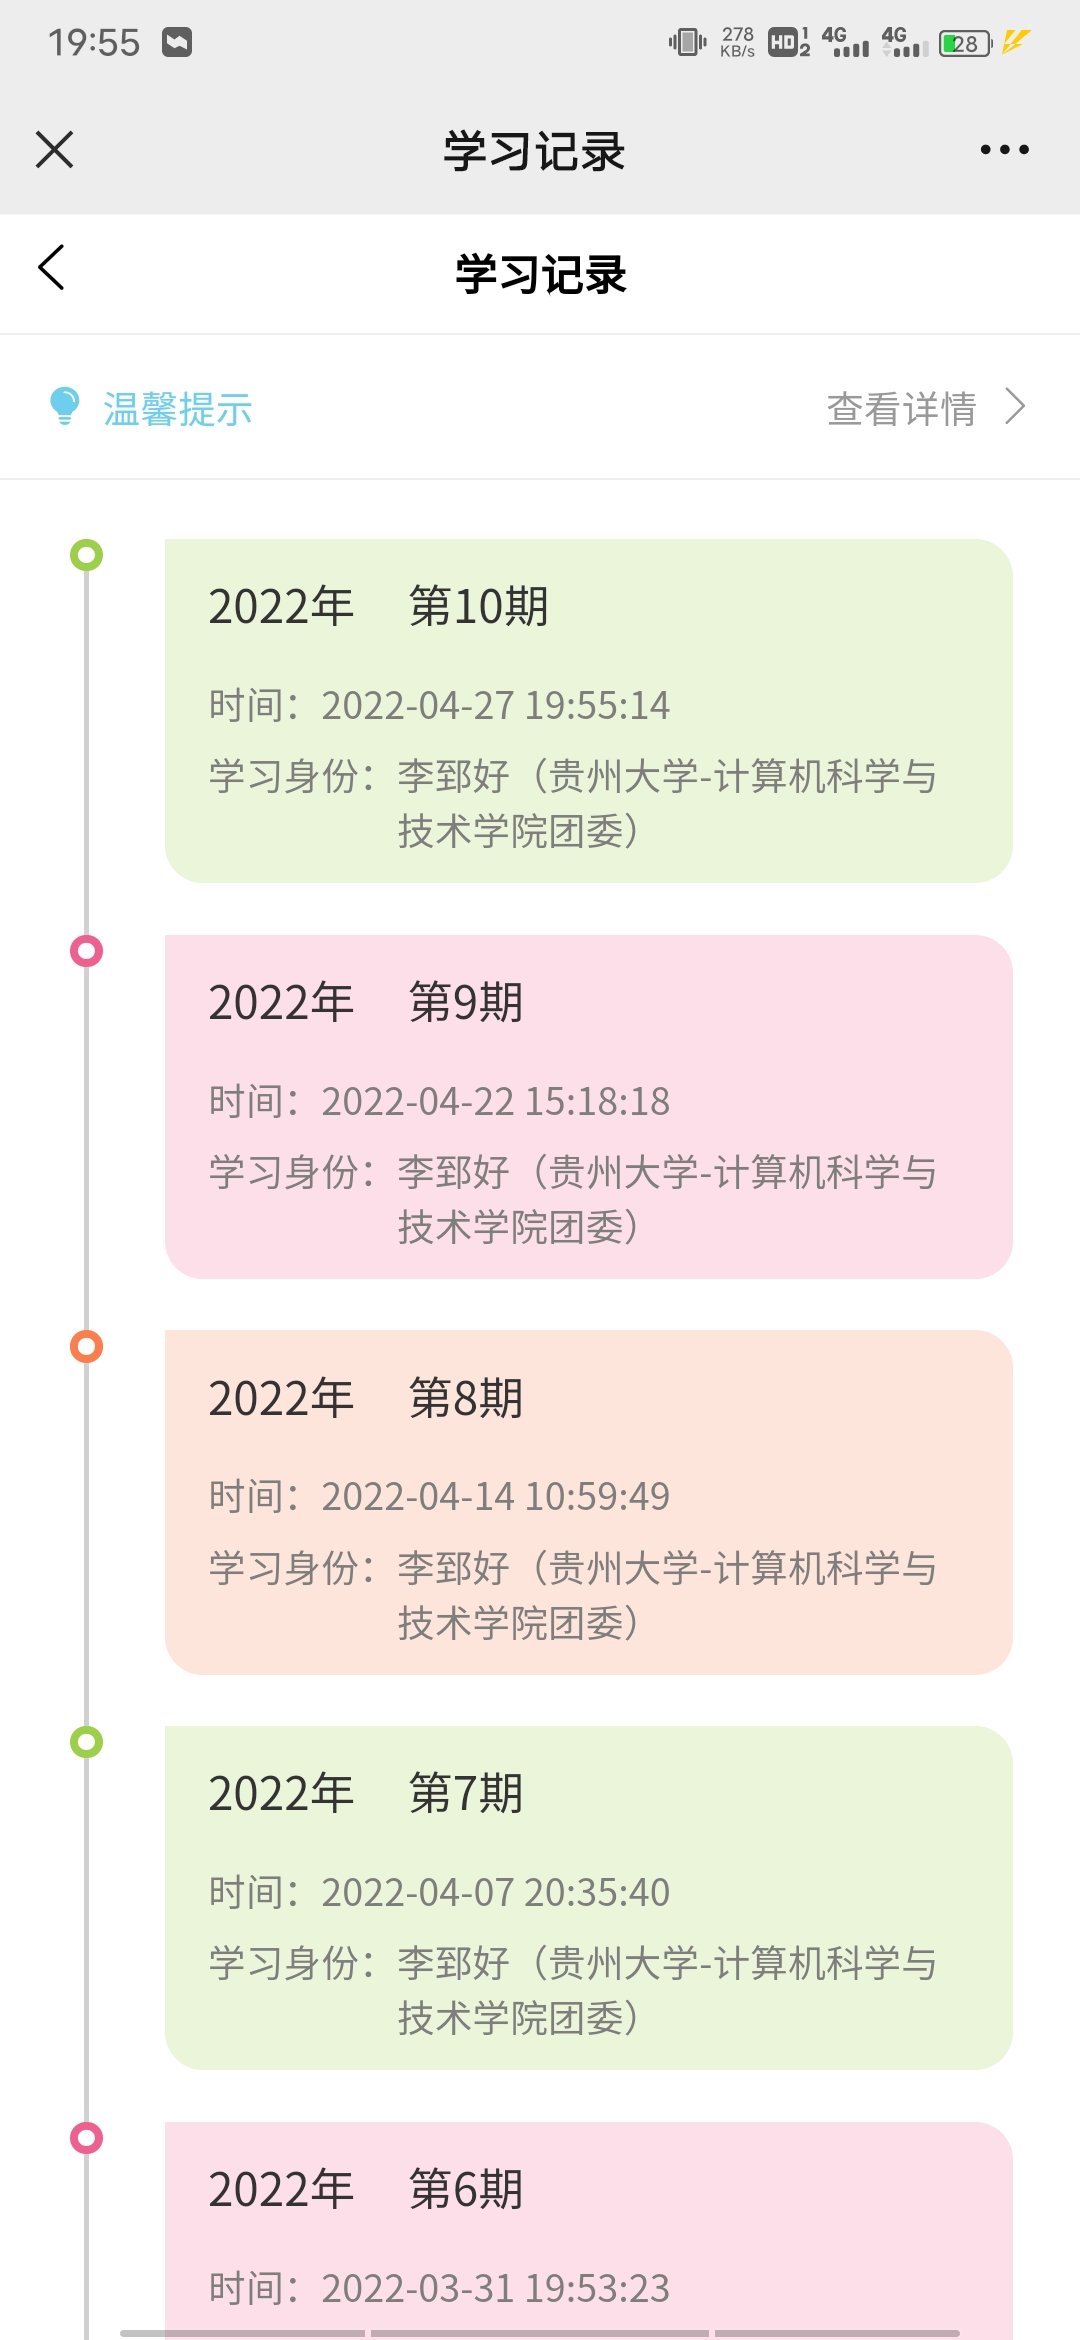 19:55 278 KB/s HD 1 2 4G 4G 28
学习记录
学习记录
温馨提示 查看详情
2022年 第10期
时间：2022-04-27 19:55:14
学习身份：李郅好（贵州大学-计算机科学与
技术学院团委）
2022年 第9期
时间：2022-04-22 15:18:18
学习身份：李郅好（贵州大学-计算机科学与
技术学院团委）
2022年 第8期
时间：2022-04-14 10:59:49
学习身份：李郅好（贵州大学-计算机科学与
技术学院团委）
2022年 第7期
时间：2022-04-07 20:35:40
学习身份：李郅好（贵州大学-计算机科学与
技术学院团委）
2022年 第6期
时间：2022-03-31 19:53:23